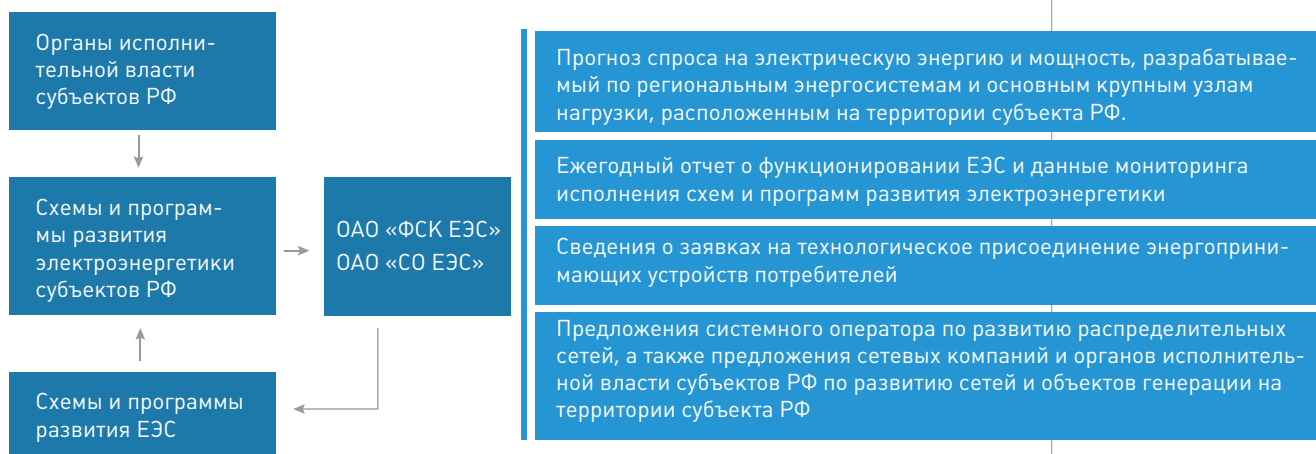 Органы исполни-
тельной власти
субъектов РФ
Схемы и програм-
мы развития
электроэнергетики
субъектов РФ
ОАО «ФСК ЕЭС»
ОАО «СО ЕЭС»
Схемы и программы
развития ЕЭС
Прогноз спроса на электрическую энергию и мощность, разрабатывае-
мый по региональным энергосистемам и основным крупным узлам
нагрузки, расположенным на территории субъекта РФ.
Ежегодный отчет о функционировании ЕЭС и данные мониторинга
исполнения схем и программ развития электроэнергетики
Сведения о заявках на технологическое присоединение энергоприни-
мающих устройств потребителей
Предложения системного оператора по развитию распределительных
сетей, а также предложения сетевых компаний и органов исполнитель-
ной власти субъектов РФ по развитию сетей и объектов генерации на
территории субъекта РФ